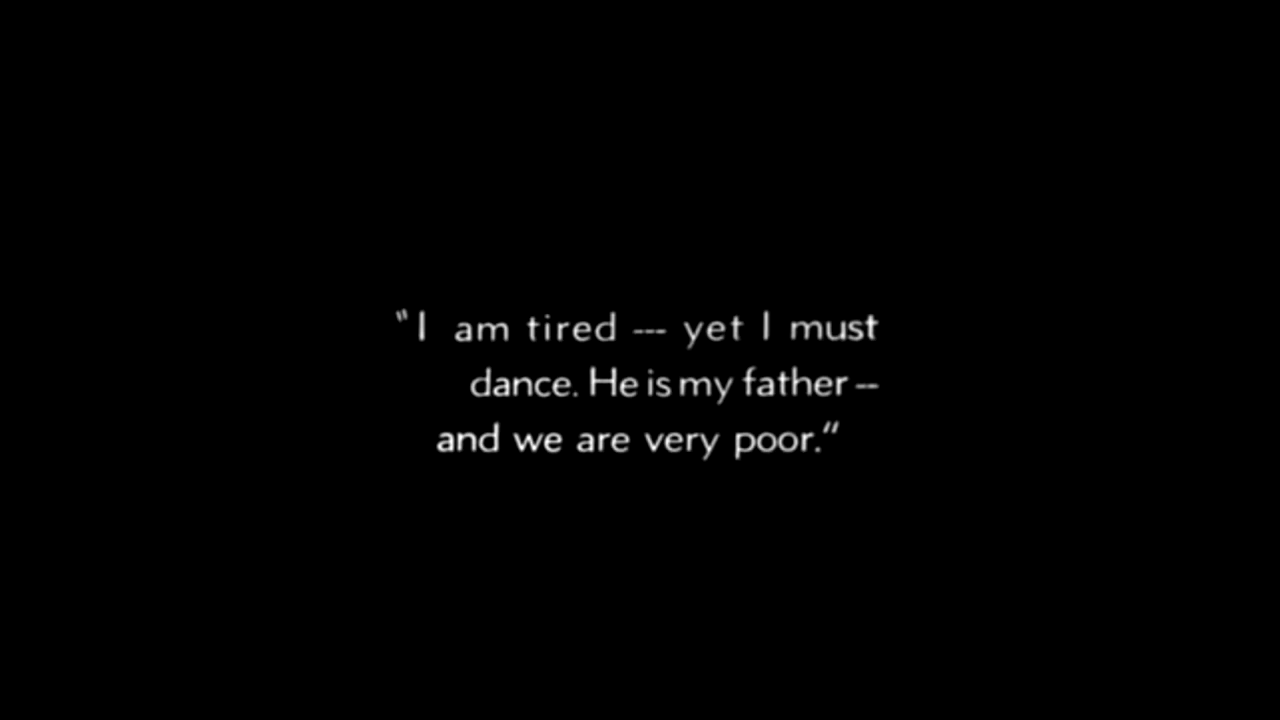 "I am tired --- yet I must
dance. He is my father --
and we are very poor."